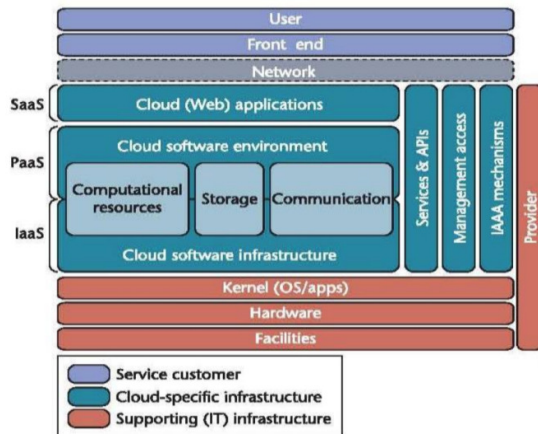 User
Front end
Network
SaaS
Cloud (Web) applications
PaaS
Cloud software environment
Computational
resources
Storage
Communication
IaaS
Cloud software infrastructure
Services & APIs
Management access
IAAA mechanisms
Provider
Kernel (OS/apps)
Hardware
Facilities
Service customer
Cloud-specific infrastructure
Supporting (IT) infrastructure